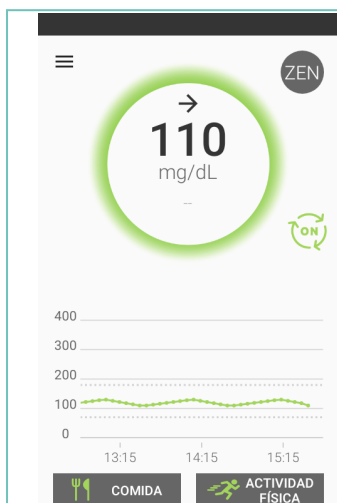 ZEN
110
mg/dL
--
ON
400
300
200
100
0
13:15 14:15 15:15
COMIDA
ACTIVIDAD
FÍSICA